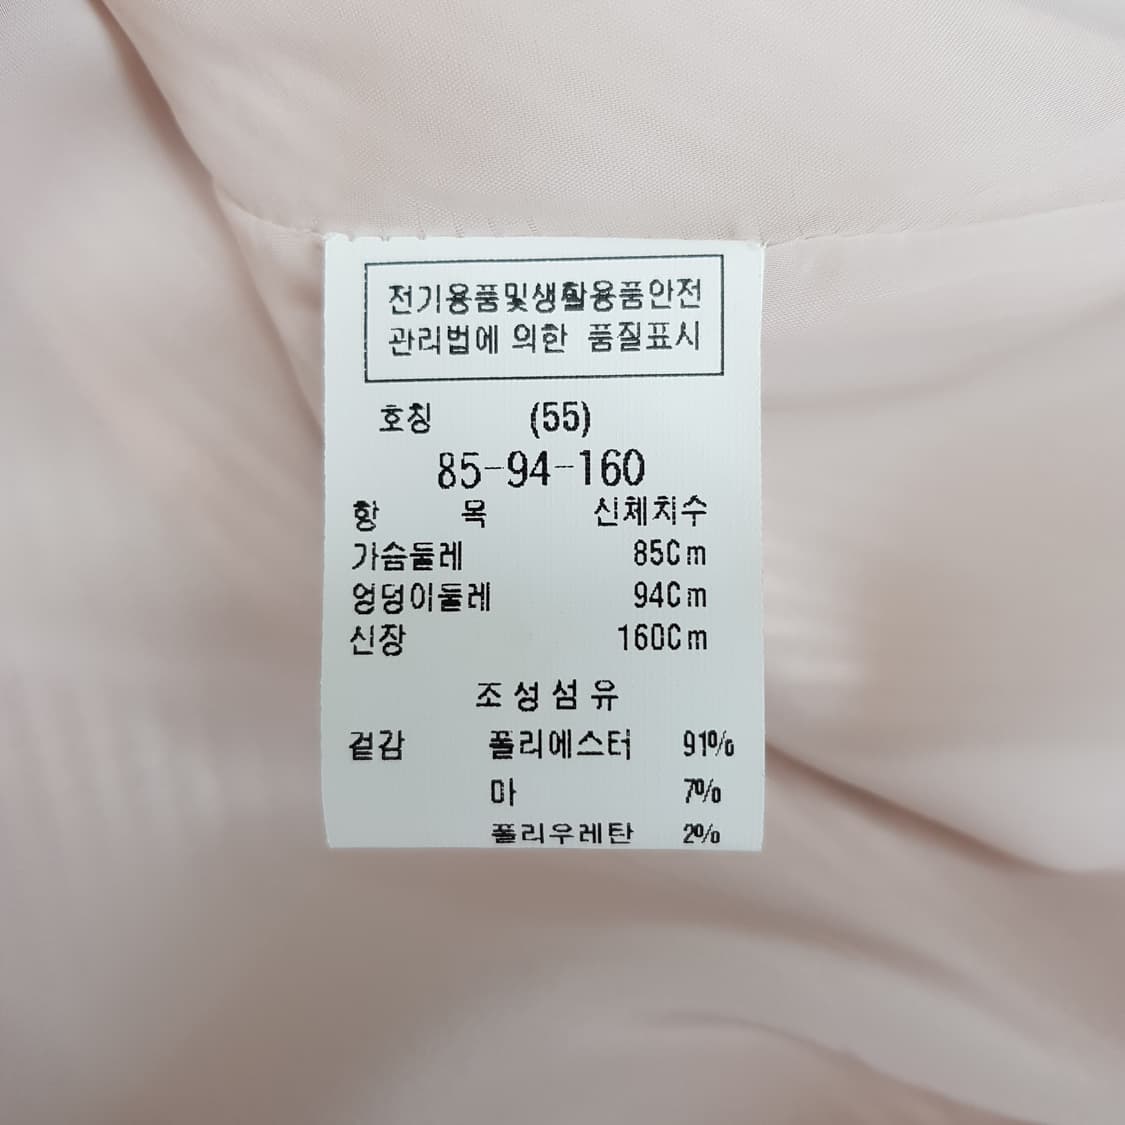 전기용품및생활용품안전
관리법에 의한 품질표시
호칭 (55)
85-94-160
항 목 신체치수
가슴둘레 85Cm
엉덩이둘레 94Cm
신장 160Cm
조성섬유
겉감 폴리에스터 91%
마 7%
폴리우레탄 2%